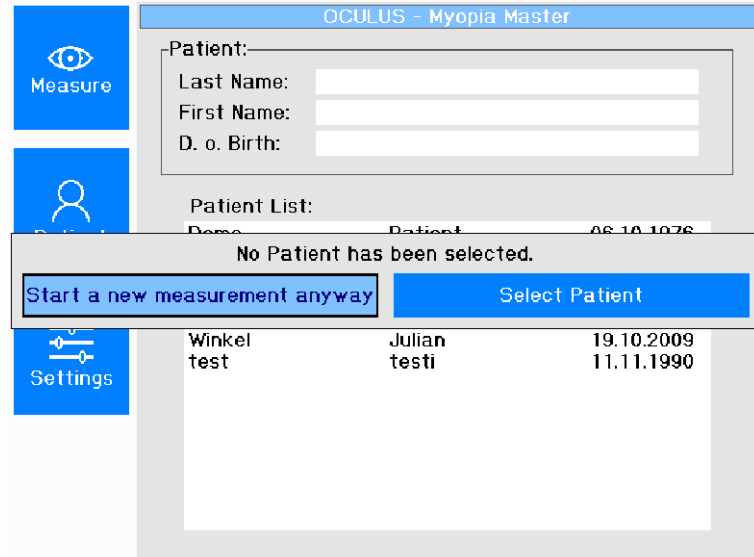 OCULUS - Myopia Master
Measure
Patient:
Last Name:
First Name:
D. o. Birth:
Patient List:
No Patient has been selected.
Start a new measurement anyway
Select Patient
Winkel Julian 19.10.2009
test testi 11.11.1990
Settings